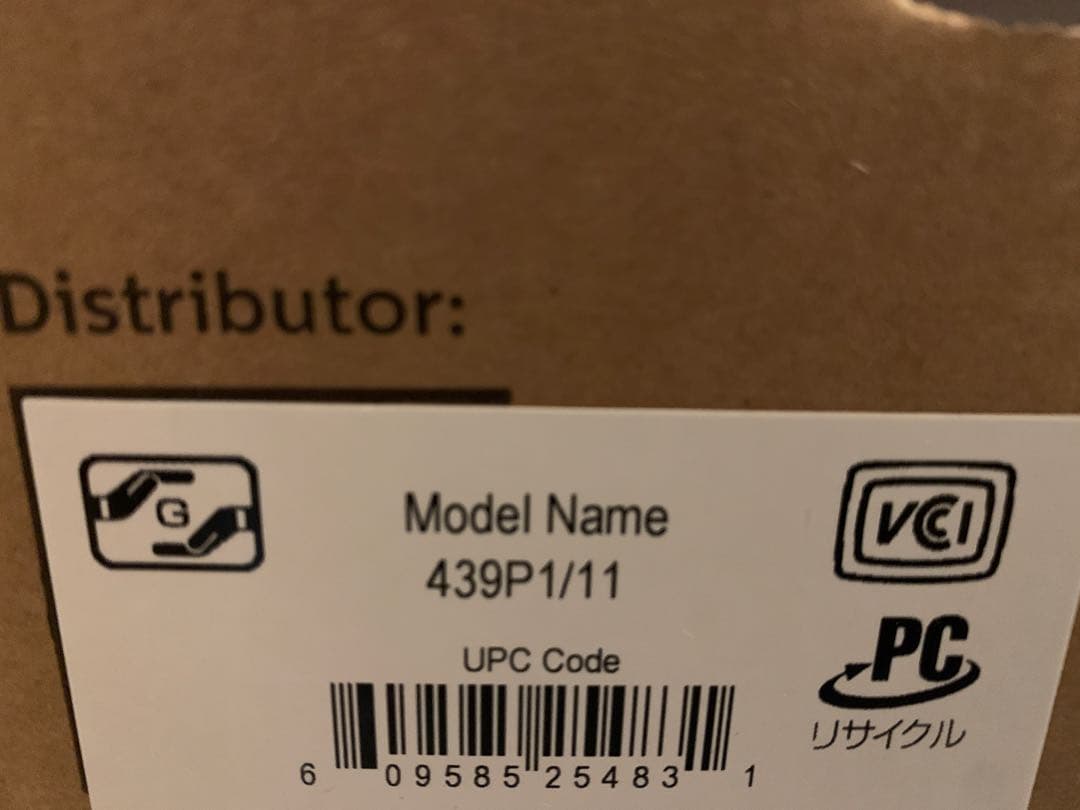 Distributor:
G
Model Name
439P1/11
VCCI
UPC Code
PC
リサイクル
6 09585 25483 1